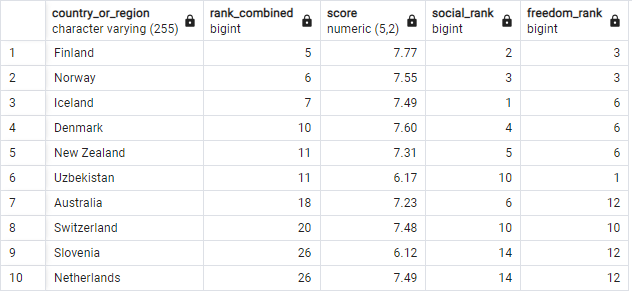 country_or_region rank_combined score social_rank freedom_rank
character varying (255) bigint numeric (5,2) bigint bigint
1 Finland 5 7.77 2 3
2 Norway 6 7.55 3 3
3 Iceland 7 7.49 1 6
4 Denmark 10 7.60 4 6
5 New Zealand 11 7.31 5 6
6 Uzbekistan 11 6.17 10 1
7 Australia 18 7.23 6 12
8 Switzerland 20 7.48 10 10
9 Slovenia 26 6.12 14 12
10 Netherlands 26 7.49 14 12